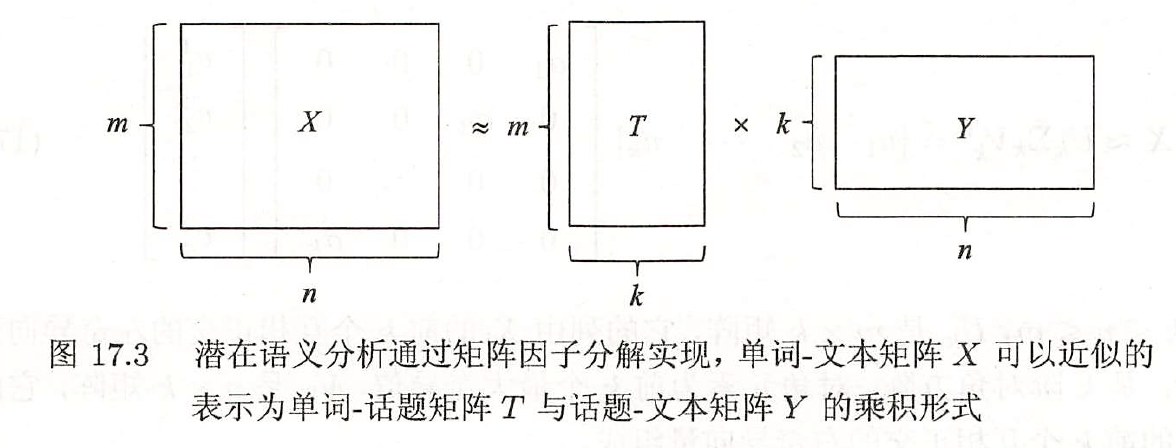 m X ≈ m T × k Y
n k n
图 17.3 潜在语义分析通过矩阵因子分解实现，单词-文本矩阵 X 可以近似的
表示为单词-话题矩阵 T 与话题-文本矩阵 Y 的乘积形式